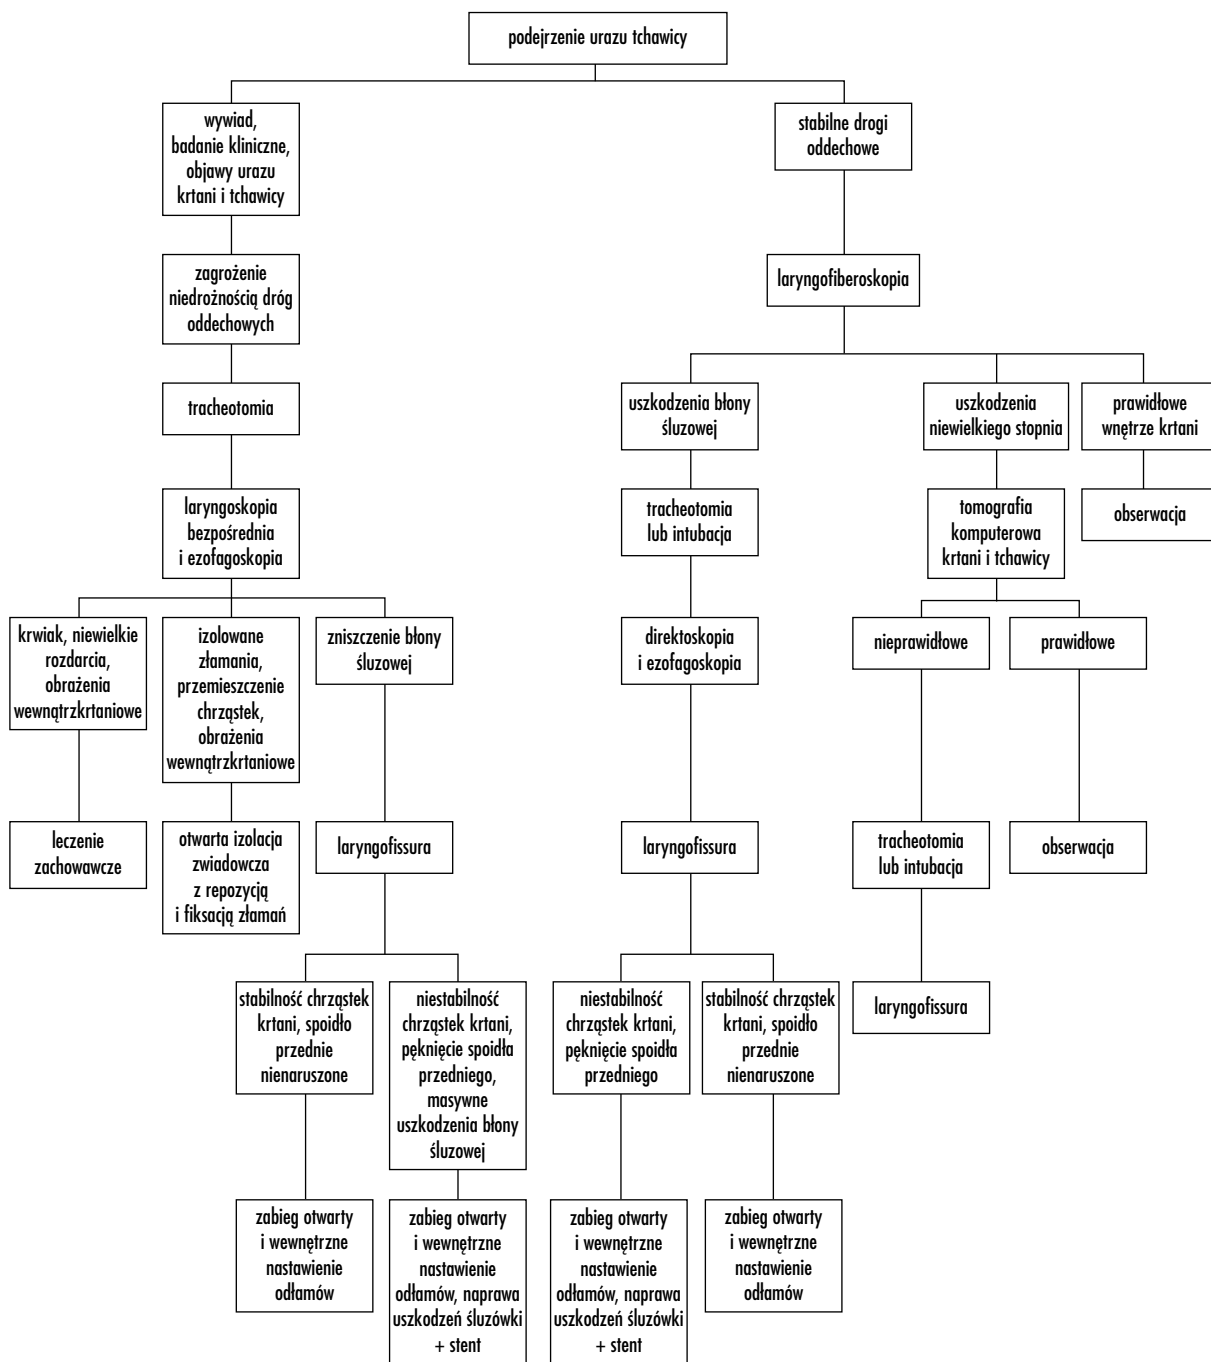 podejrzenie urazu tchawicy
wywiad,
badanie kliniczne,
objawy urazu
krtani i tchawicy
stabilne drogi
oddechowe
zagrożenie
niedrożnością dróg
oddechowych
laryngofiberoskopia
tracheotomia
uszkodzenia błony
śluzowej
uszkodzenia
niewielkiego stopnia
prawidłowe
wnętrze krtani
laryngoskopia
bezpośrednia
i ezofagoskopia
tracheotomia
lub intubacja
tomografia
komputerowa
krtani i tchawicy
obserwacja
krwiak, niewielkie
rozdarcia,
obrażenia
wewnątrzkrtaniowe
izolowane
złamania,
przemieszczenie
chrząstek,
obrażenia
wewnątrzkrtaniowe
zniszczenie błony
śluzowej
direktoskopia
i ezofagoskopia
nieprawidłowe
prawidłowe
leczenie
zachowawcze
otwarta izolacja
zwiadowcza
z repozycją
i fiksacją złamań
laryngofissura
laryngofissura
tracheotomia
lub intubacja
obserwacja
stabilność chrząstek
krtani, spoidło
przednie
nienaruszone
niestabilność
chrząstek krtani,
pęknięcie spoidła
przedniego,
masywne
uszkodzenia błony
śluzowej
niestabilność
chrząstek krtani,
pęknięcie spoidła
przedniego
stabilność chrząstek
krtani, spoidło
przednie
nienaruszone
laryngofissura
zabieg otwarty
i wewnętrzne
nastawienie
odłamów
zabieg otwarty
i wewnętrzne
nastawienie
odłamów, naprawa
uszkodzeń śluzówki
+ stent
zabieg otwarty
i wewnętrzne
nastawienie
odłamów, naprawa
uszkodzeń śluzówki
+ stent
zabieg otwarty
i wewnętrzne
nastawienie
odłamów